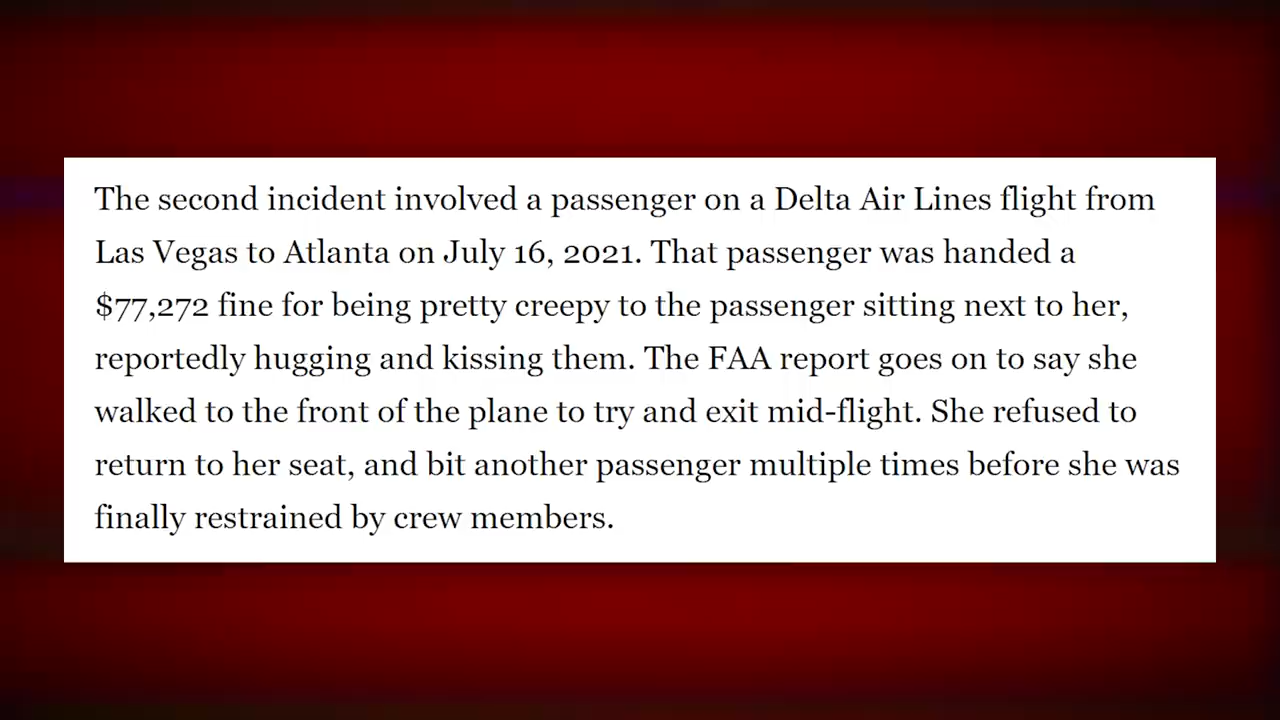 The second incident involved a passenger on a Delta Air Lines flight from
Las Vegas to Atlanta on July 16, 2021. That passenger was handed a
$77,272 fine for being pretty creepy to the passenger sitting next to her,
reportedly hugging and kissing them. The FAA report goes on to say she
walked to the front of the plane to try and exit mid-flight. She refused to
return to her seat, and bit another passenger multiple times before she was
finally restrained by crew members.